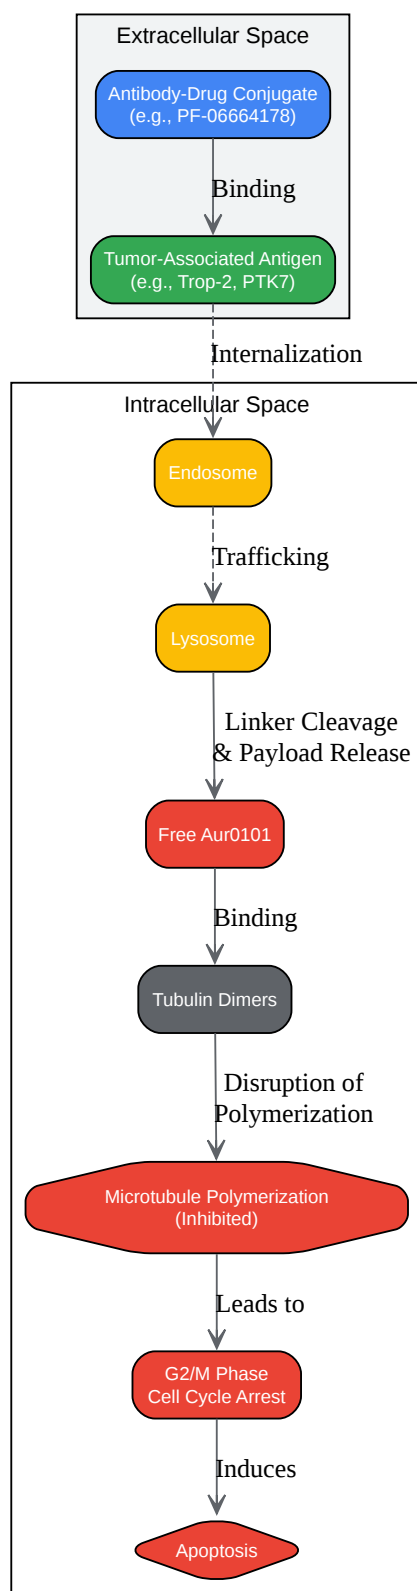 Extracellular Space
Antibody-Drug Conjugate
(e.g., PF-06664178)
Binding
Tumor-Associated Antigen
(e.g., Trop-2, PTK7)
Internalization
Intracellular Space
Endosome
Trafficking
Lysosome
Linker Cleavage
& Payload Release
Free Aur0101
Binding
Tubulin Dimers
Disruption of
Polymerization
Microtubule Polymerization
(Inhibited)
Leads to
G2/M Phase
Cell Cycle Arrest
Induces
Apoptosis